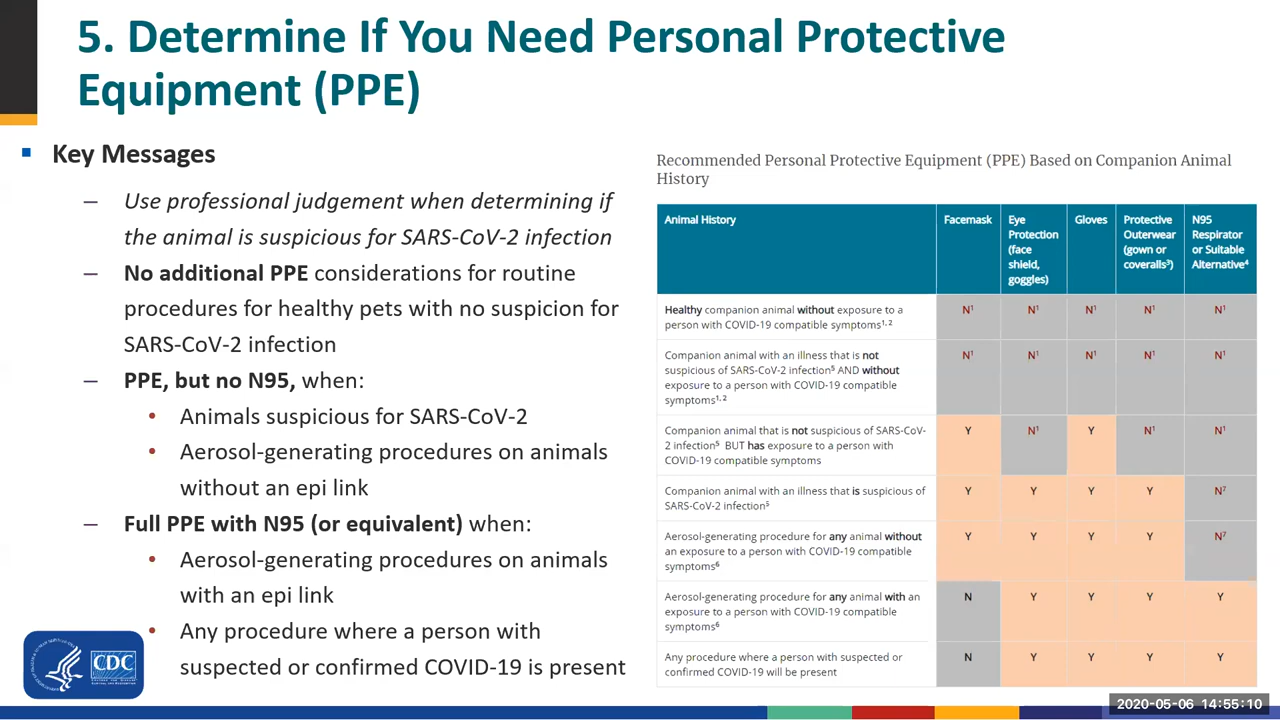 5. Determine If You Need Personal Protective
Equipment (PPE)
▪ Key Messages
– Use professional judgement when determining if
the animal is suspicious for SARS-CoV-2 infection
– No additional PPE considerations for routine
procedures for healthy pets with no suspicion for
SARS-CoV-2 infection
– PPE, but no N95, when:
• Animals suspicious for SARS-CoV-2
• Aerosol-generating procedures on animals
without an epi link
– Full PPE with N95 (or equivalent) when:
• Aerosol-generating procedures on animals
with an epi link
• Any procedure where a person with
suspected or confirmed COVID-19 is present
CDC
Recommended Personal Protective Equipment (PPE) Based on Companion Animal
History
Animal History
Facemask
Eye
Protection
(face
shield,
goggles)
Gloves
Protective
Outerwear
(gown or
coveralls³)
N95
Respirator
or Suitable
Alternative⁴
Healthy companion animal without exposure to a
person with COVID-19 compatible symptoms¹,²
N¹ N¹ N¹ N¹ N¹
Companion animal with an illness that is not
suspicious of SARS-CoV-2 infection⁵ AND without
exposure to a person with COVID-19 compatible
symptoms¹,²
N¹ N¹ N¹ N¹ N¹
Companion animal that is not suspicious of SARS-CoV-
2 infection⁵ BUT has exposure to a person with
COVID-19 compatible symptoms
Y N¹ Y N¹ N¹
Companion animal with an illness that is suspicious of
SARS-CoV-2 infection⁵
Y Y Y Y N⁷
Aerosol-generating procedure for any animal without
an exposure to a person with COVID-19 compatible
symptoms⁶
Y Y Y Y N⁷
Aerosol-generating procedure for any animal with an
exposure to a person with COVID-19 compatible
symptoms⁶
N Y Y Y Y
Any procedure where a person with suspected or
confirmed COVID-19 will be present
N Y Y Y Y
2020-05-06 14:55:10